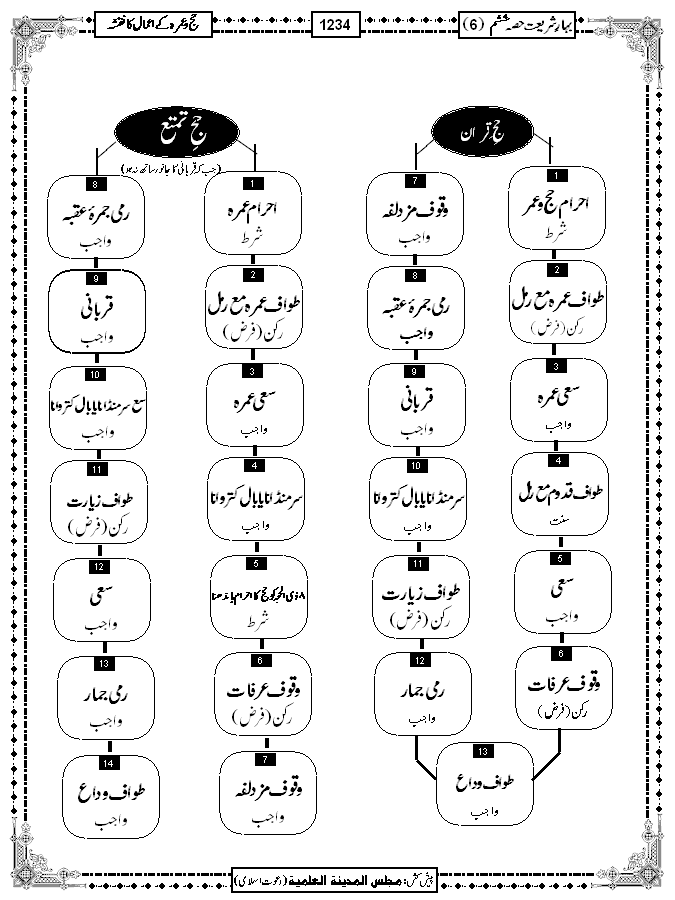 بہارِ شریعت حصہ ششم (6)
1234
حج و عمرہ کے اعمال کا نقشہ
حجِ قران
1
احرام حج و عمر
شرط
2
طواف عمرہ مع رمل
رکن (فرض)
3
سعی عمرہ
واجب
4
طواف قدوم مع رمل
سنت
5
سعی
واجب
6
وقوف عرفات
رکن (فرض)
7
وقوف مزدلفہ
واجب
8
رمی جمرۂ عقبہ
واجب
9
قربانی
واجب
10
سر منڈانا یا بال کتروانا
واجب
11
طواف زیارت
رکن (فرض)
12
رمی جمار
واجب
13
طواف وداع
واجب
حجِ تمتع
(جب کہ قربانی کا جانور ساتھ نہ ہو)
1
احرام عمرہ
شرط
2
طواف عمرہ مع رمل
رکن (فرض)
3
سعی عمرہ
واجب
4
سر منڈانا یا بال کتروانا
واجب
5
۸ ذی الحجہ کو حج کا احرام باندھنا
شرط
6
وقوف عرفات
رکن (فرض)
7
وقوف مزدلفہ
واجب
8
رمی جمرۂ عقبہ
واجب
9
قربانی
واجب
10
سر منڈانا یا بال کتروانا
واجب
11
طواف زیارت
رکن (فرض)
12
سعی
واجب
13
رمی جمار
واجب
14
طواف وداع
واجب
پیش کش: مجلس المدینۃ العلمیۃ (دعوت اسلامی)